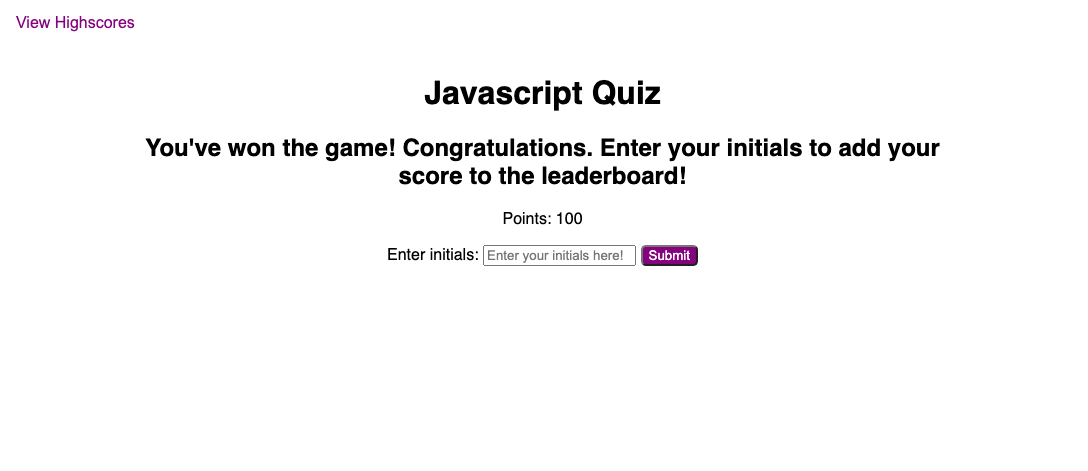 View Highscores
Javascript Quiz
You've won the game! Congratulations. Enter your initials to add your
score to the leaderboard!
Points: 100
Enter initials: Enter your initials here! Submit